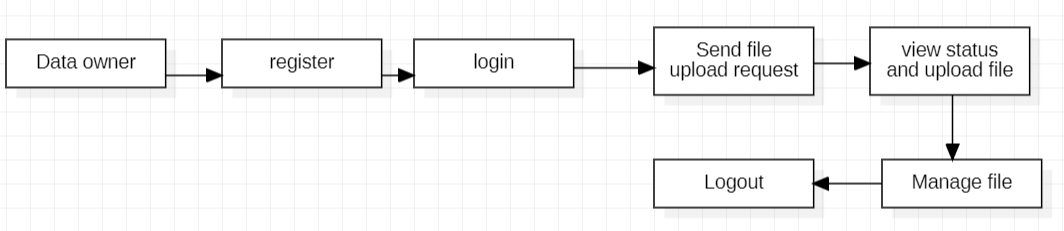 Data owner
register
login
Send file
upload request
view status
and upload file
Manage file
Logout